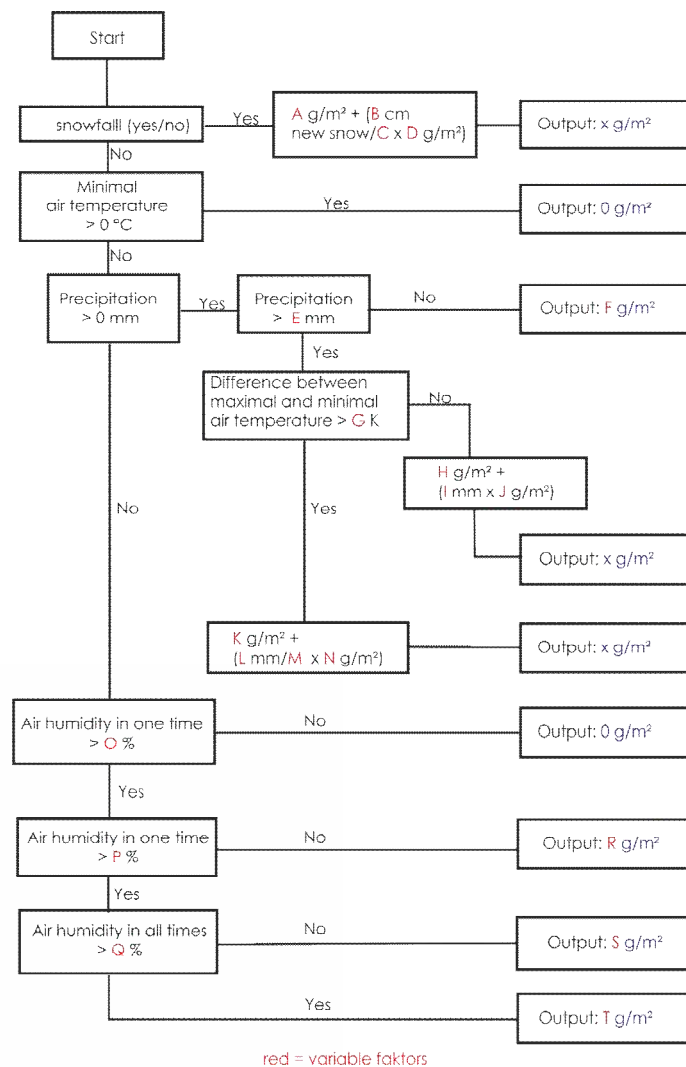 Start
snowfalll (yes/no)
Yes
A g/m² + (B cm
new snow/C x D g/m²)
Output: x g/m²
No
Minimal
air temperature
> 0 °C
Yes
Output: 0 g/m²
No
Precipitation
> 0 mm
Yes
Precipitation
> E mm
No
Output: F g/m²
Yes
Difference between
maximal and minimal
air temperature > G K
No
H g/m² +
(I mm x J g/m²)
No
Yes
Output: x g/m²
K g/m² +
(L mm/M x N g/m²)
Output: x g/m²
Air humidity in one time
> O %
No
Output: 0 g/m²
Yes
Air humidity in one time
> P %
No
Output: R g/m²
Yes
Air humidity in all times
> Q %
No
Output: S g/m²
Yes
Output: T g/m²
red = variable faktors